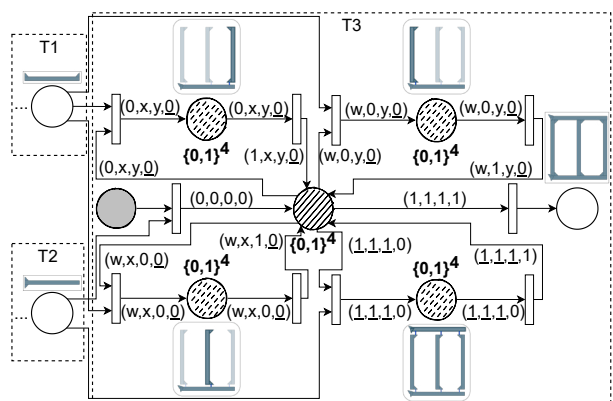 T1
T3
(0,x,y,0)
(0,x,y,0)
(w,0,y,0)
(w,0,y,0)
{0,1}4
(1,x,y,0)
(w,0,y,0)
{0,1}4
(0,x,y,0)
(w,1,y,0)
(0,0,0,0)
(1,1,1,1)
T2
(w,x,0,0)
{0,1}4
(w,x,1,0)
{0,1}4
(1,1,1,0)
{0,1}4
(1,1,1,1)
(w,x,0,0)
(w,x,0,0)
(1,1,1,0)
(1,1,1,0)